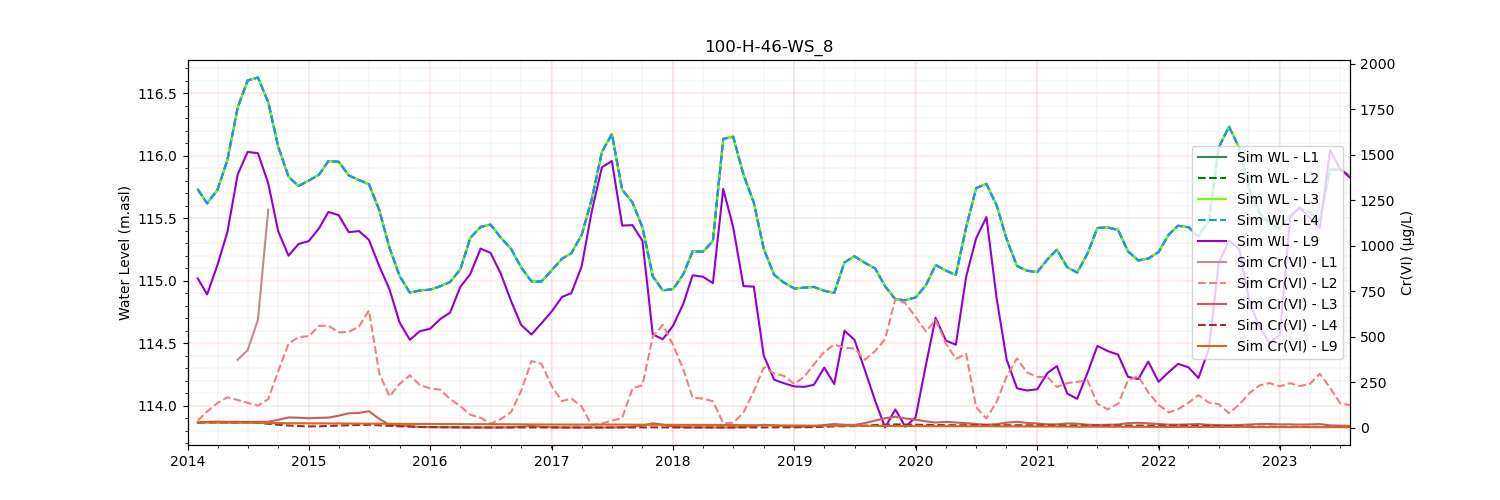 100-H-46-WS_8
Water Level (m.asl)
116.5
116.0
115.5
115.0
114.5
114.0
2000
1750
1500
1250
1000
750
500
250
0
Cr(VI) (µg/L)
Sim WL - L1
Sim WL - L2
Sim WL - L3
Sim WL - L4
Sim WL - L9
Sim Cr(VI) - L1
Sim Cr(VI) - L2
Sim Cr(VI) - L3
Sim Cr(VI) - L4
Sim Cr(VI) - L9
2014 2015 2016 2017 2018 2019 2020 2021 2022 2023